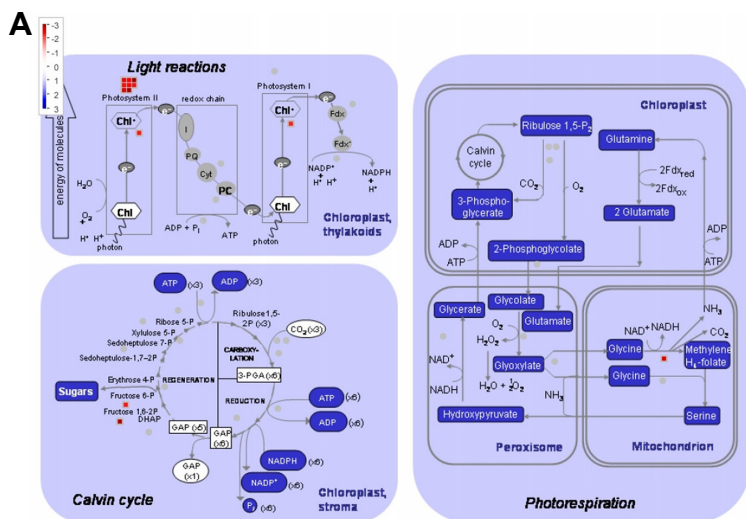 A
-3
-2
-1
0
1
2
3
energy of molecules
Light reactions
Photosystem II
redox chain
Photosystem I
Chl*
Chl*
e-
e-
e-
e-
e-
I
PQ
Cyt
PC
Fdx
Fdx-
H₂O
+
O₂
H+ H+
NADP+
+
H+ H+
NADPH
+
H+
Chl
Chl
ADP + Pi
ATP
photon
photon
Chloroplast,
thylakoids
ATP (x3)
ADP (x3)
Ribulose 1,5-
2P (x3)
CO₂(x3)
Ribose 5-P
Xylulose 5-P
Sedoheptulose 7-P
Sedoheptulose-1,7-2P
CARBOXY-
LATION
3-PGA(x6)
Erythrose 4-P
REGENERATION
REDUCTION
Sugars
Fructose 6-P
Fructose 1,6-2P
DHAP
ATP (x6)
ADP (x6)
GAP (x5)
GAP
(x6)
GAP
(x1)
NADPH (x6)
NADP+ (x6)
Pi (x6)
Calvin cycle
Chloroplast,
stroma
Chloroplast
Ribulose 1,5-P₂
Glutamine
Calvin
cycle
2Fdx red
2Fdx ox
CO₂
O₂
3-Phospho-
glycerate
2 Glutamate
ADP
ATP
2-Phosphoglycolate
ADP
ATP
Glycerate
Glycolate
Glutamate
O₂
H₂O₂
NH₃
NAD+
NADH
CO₂
Glycine
Methylene
H₄-folate
Glyoxylate
NAD+
NADH
H₂O + ½O₂
Glycine
NH₃
Hydroxypyruvate
Serine
Peroxisome
Mitochondrion
Photorespiration